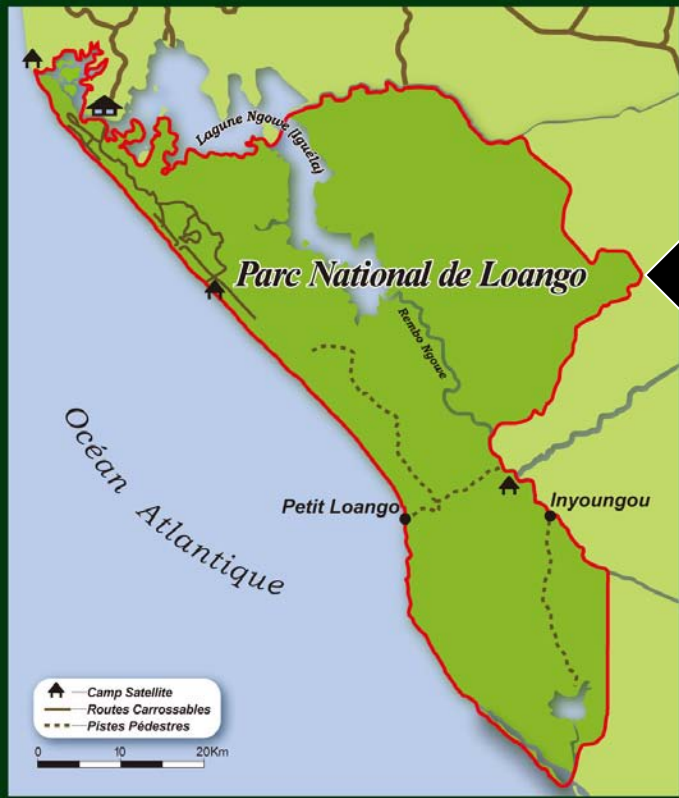 Lagune Ngowe (Iguéla)
Parc National de Loango
Rembo Ngowe
Océan Atlantique
Petit Loango
Inyoungou
Camp Satellite
Routes Carrossables
Pistes Pédestres
0 10 20Km